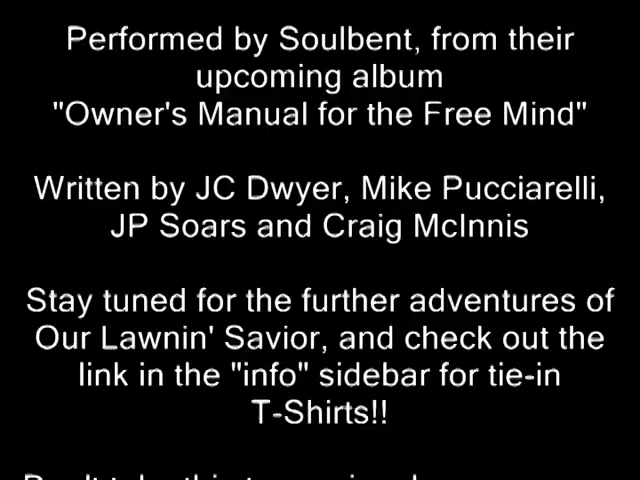 Performed by Soulbent, from their
upcoming album
"Owner's Manual for the Free Mind"
Written by JC Dwyer, Mike Pucciarelli,
JP Soars and Craig McInnis
Stay tuned for the further adventures of
Our Lawnin' Savior, and check out the
link in the "info" sidebar for tie-in
T-Shirts!!